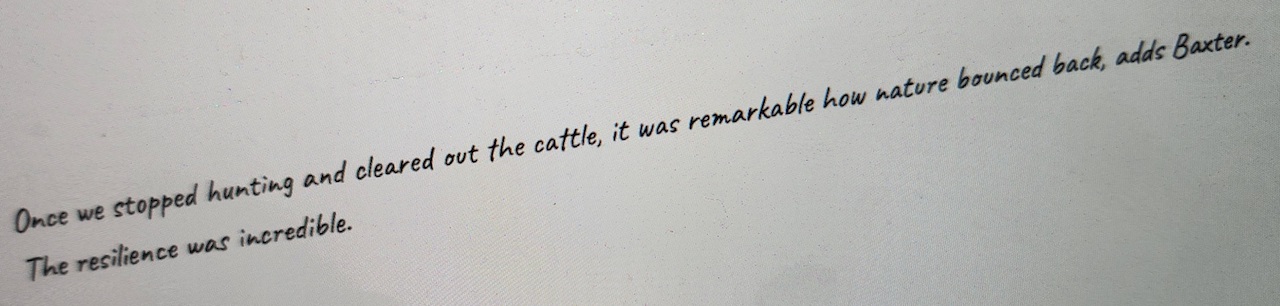 Once we stopped hunting and cleared out the cattle, it was remarkable how nature bounced back, adds Baxter.
The resilience was incredible.